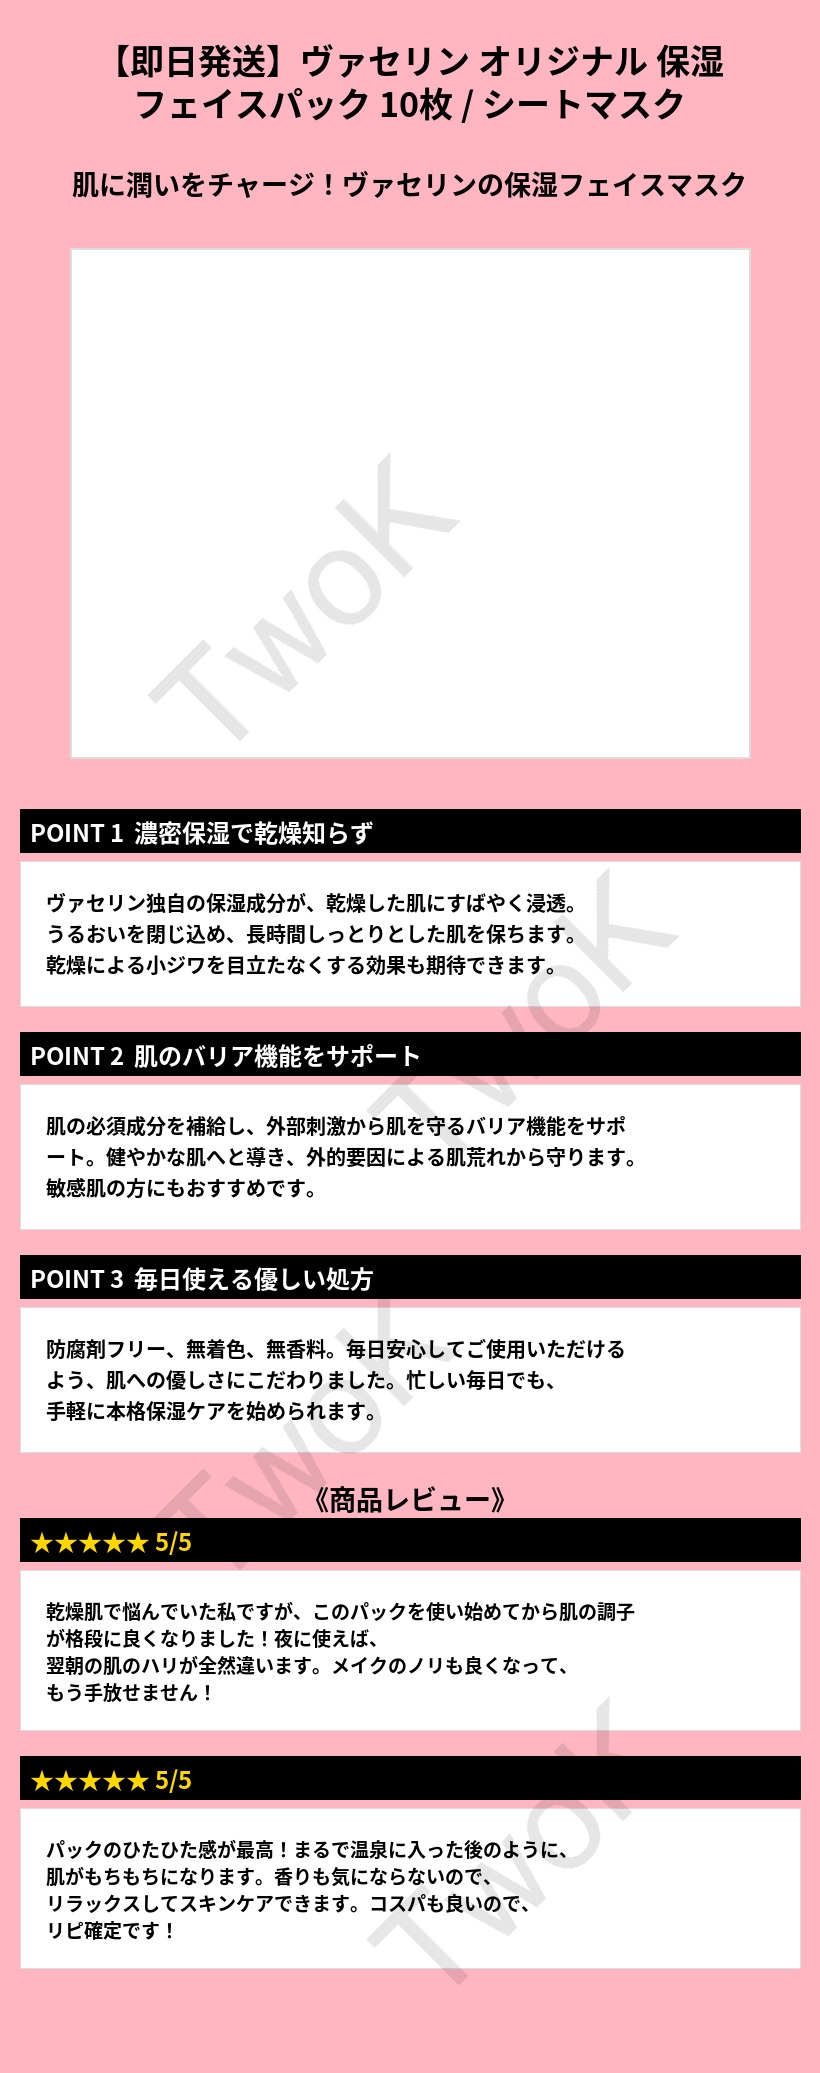 【即日発送】ヴァセリン オリジナル 保湿
フェイスパック 10枚 / シートマスク
肌に潤いをチャージ！ヴァセリンの保湿フェイスマスク
TwoK
POINT 1 濃密保湿で乾燥知らず
ヴァセリン独自の保湿成分が、乾燥した肌にすばやく浸透。
うるおいを閉じ込め、長時間しっとりとした肌を保ちます。
乾燥による小ジワを目立たなくする効果も期待できます。
TwoK
POINT 2 肌のバリア機能をサポート
肌の必須成分を補給し、外部刺激から肌を守るバリア機能をサポ
ート。健やかな肌へと導き、外的要因による肌荒れから守ります。
敏感肌の方にもおすすめです。
POINT 3 毎日使える優しい処方
防腐剤フリー、無着色、無香料。毎日安心してご使用いただける
よう、肌への優しさにこだわりました。忙しい毎日でも、
手軽に本格保湿ケアを始められます。
TwoK
《商品レビュー》
★★★★★ 5/5
乾燥肌で悩んでいた私ですが、このパックを使い始めてから肌の調子
が格段に良くなりました！夜に使えば、
翌朝の肌のハリが全然違います。メイクのノリも良くなって、
もう手放せません！
★★★★★ 5/5
パックのひたひた感が最高！まるで温泉に入った後のように、
肌がもちもちになります。香りも気にならないので、
リラックスしてスキンケアできます。コスパも良いので、
リピ確定です！
TwoK